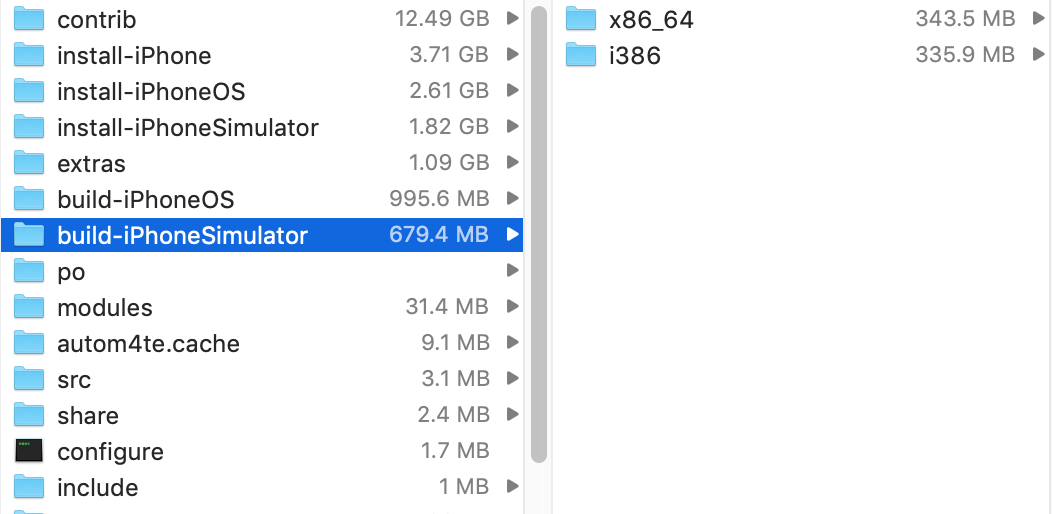 contrib 12.49 GB
install-iPhone 3.71 GB
install-iPhoneOS 2.61 GB
install-iPhoneSimulator 1.82 GB
extras 1.09 GB
build-iPhoneOS 995.6 MB
build-iPhoneSimulator 679.4 MB
po
modules 31.4 MB
autom4te.cache 9.1 MB
src 3.1 MB
share 2.4 MB
configure 1.7 MB
include 1 MB
x86_64 343.5 MB
i386 335.9 MB